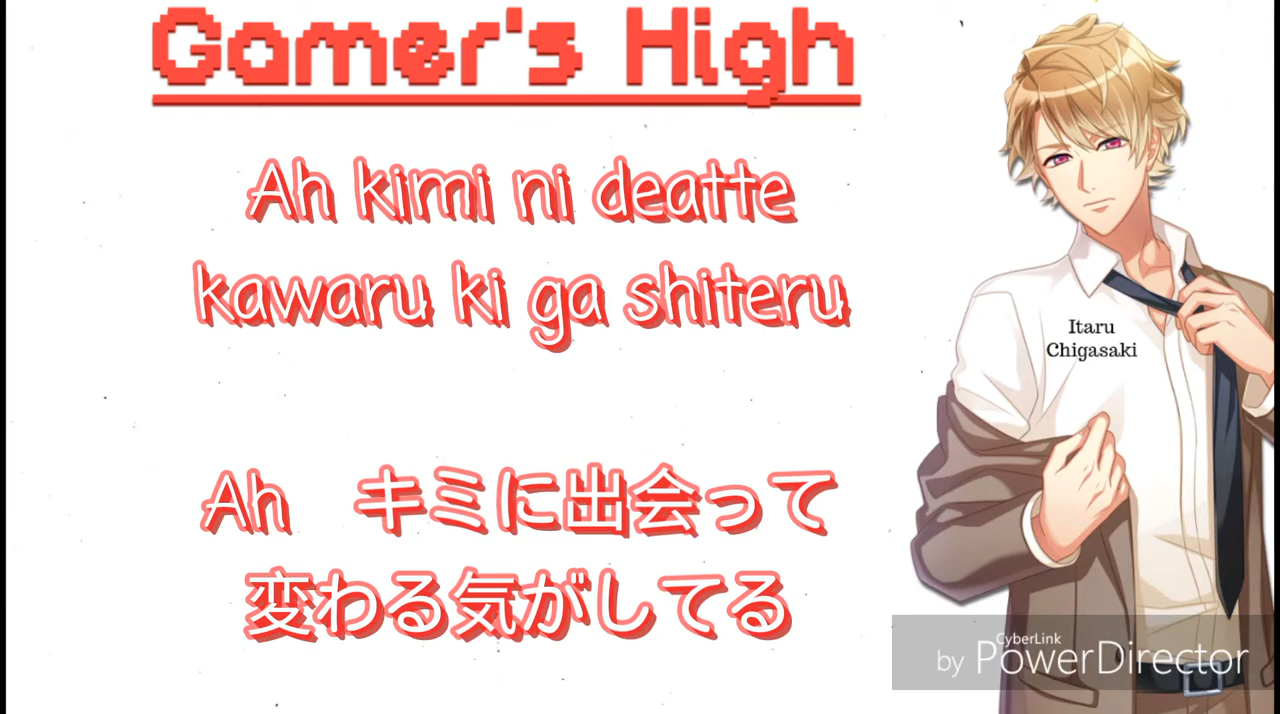 Gamer's High
Ah kimi ni deatte
kawaru ki ga shiteru
Ah　キミに出会って
変わる気がしてる
Itaru
Chigasaki
CyberLink
by PowerDirector